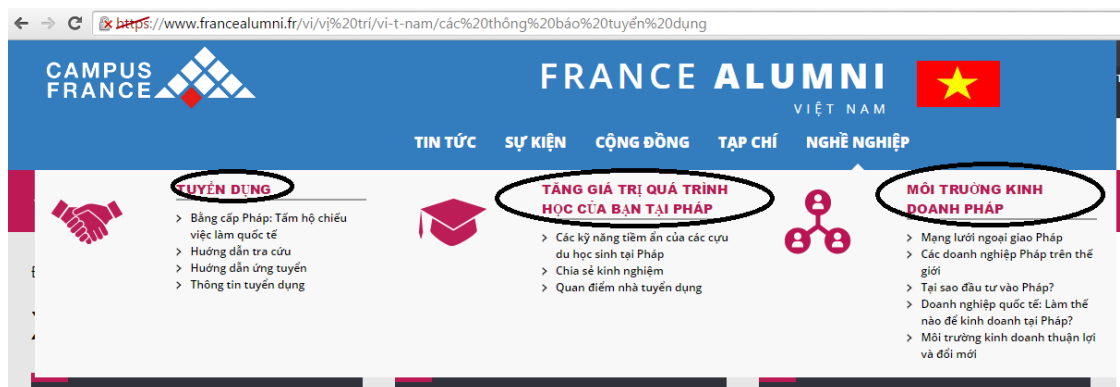 https://www.francealumni.fr/vi/vị%20trí/vi-t-nam/các%20thông%20báo%20tuyển%20dụng
CAMPUS
FRANCE
FRANCE ALUMNI
VIỆT NAM
TIN TỨC SỰ KIỆN CỘNG ĐỒNG TẠP CHÍ NGHỀ NGHIỆP
TUYỂN DỤNG
Bằng cấp Pháp: Tấm hộ chiếu
việc làm quốc tế
Hướng dẫn tra cứu
Hướng dẫn ứng tuyển
Thông tin tuyển dụng
TĂNG GIÁ TRỊ QUÁ TRÌNH
HỌC CỦA BẠN TẠI PHÁP
Các kỹ năng tiềm ẩn của các cựu
du học sinh tại Pháp
Chia sẻ kinh nghiệm
Quan điểm nhà tuyển dụng
MÔI TRƯỜNG KINH
DOANH PHÁP
Mạng lưới ngoại giao Pháp
Các doanh nghiệp Pháp trên thế
giới
Tại sao đầu tư vào Pháp?
Doanh nghiệp quốc tế: Làm thế
nào để kinh doanh tại Pháp?
Môi trường kinh doanh thuận lợi
và đổi mới